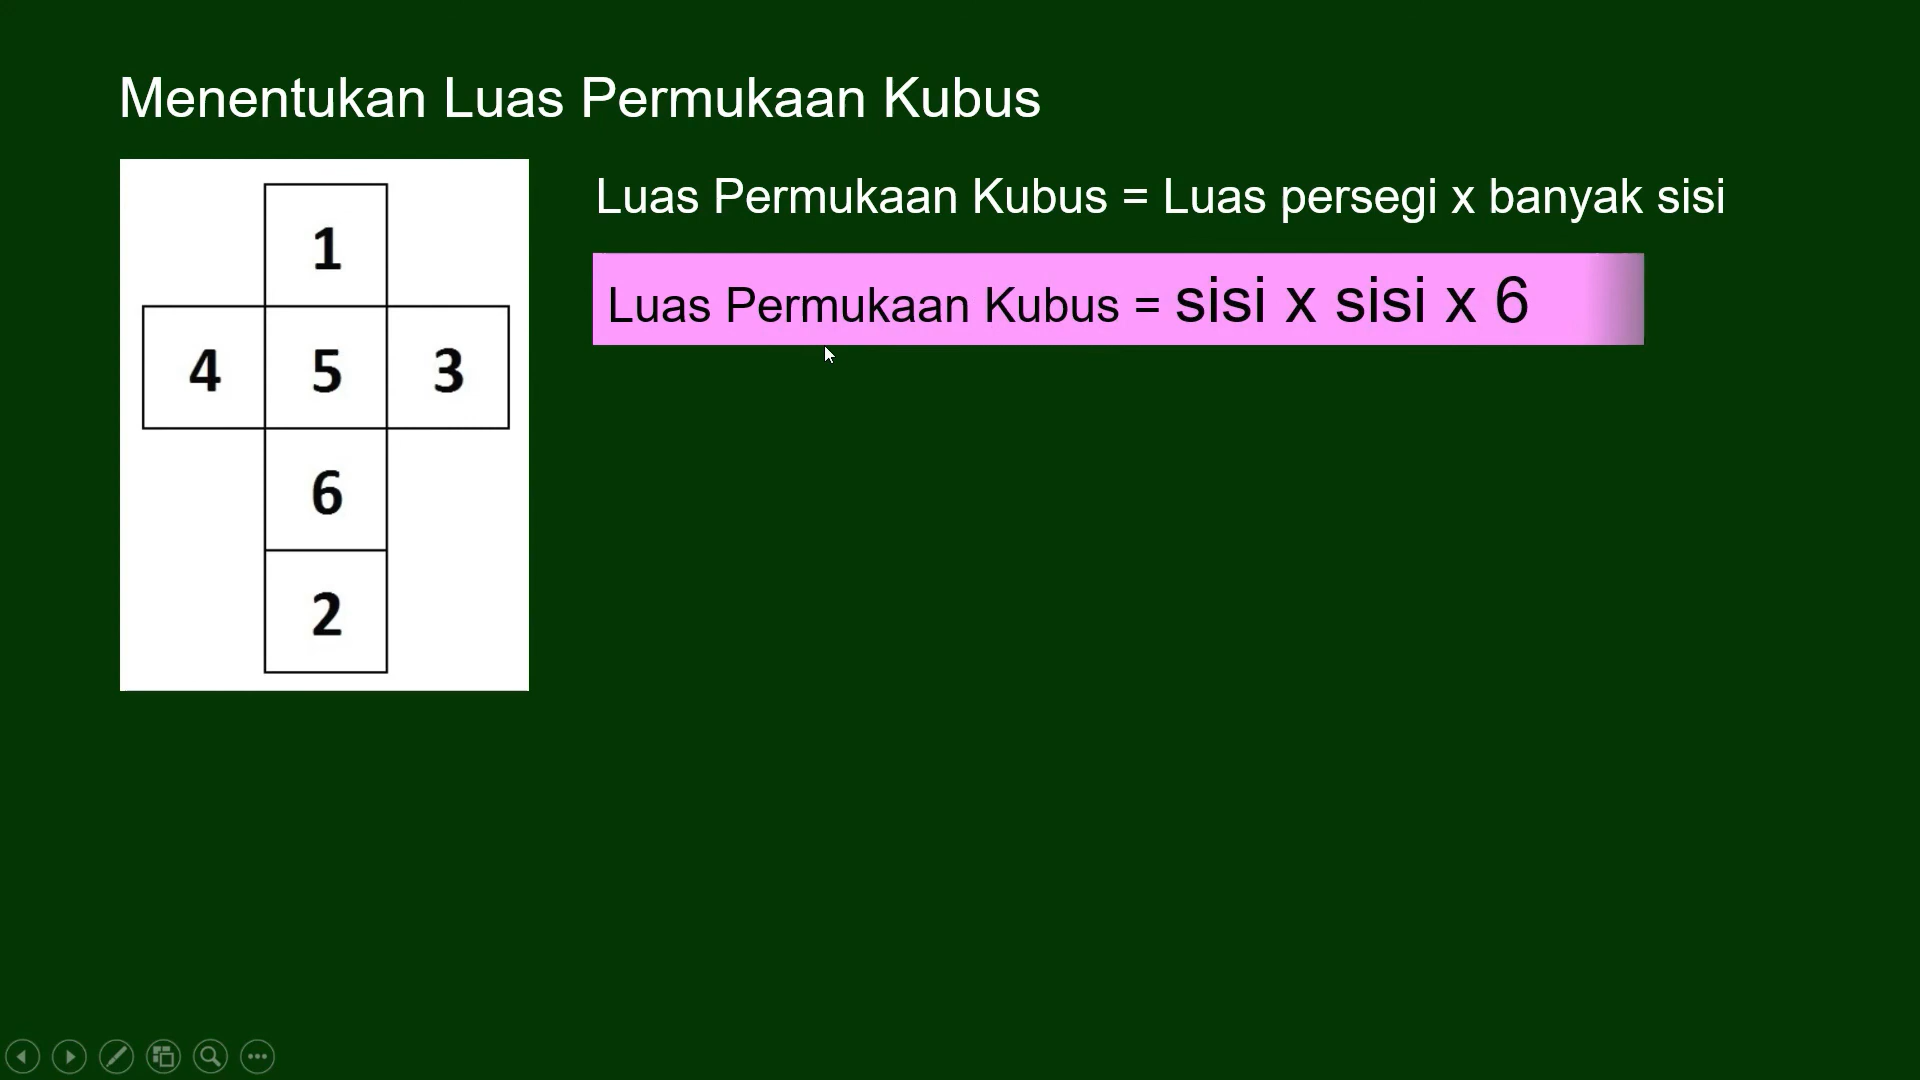 Menentukan Luas Permukaan Kubus
1
4 5 3
6
2
Luas Permukaan Kubus = Luas persegi x banyak sisi
Luas Permukaan Kubus = sisi x sisi x 6